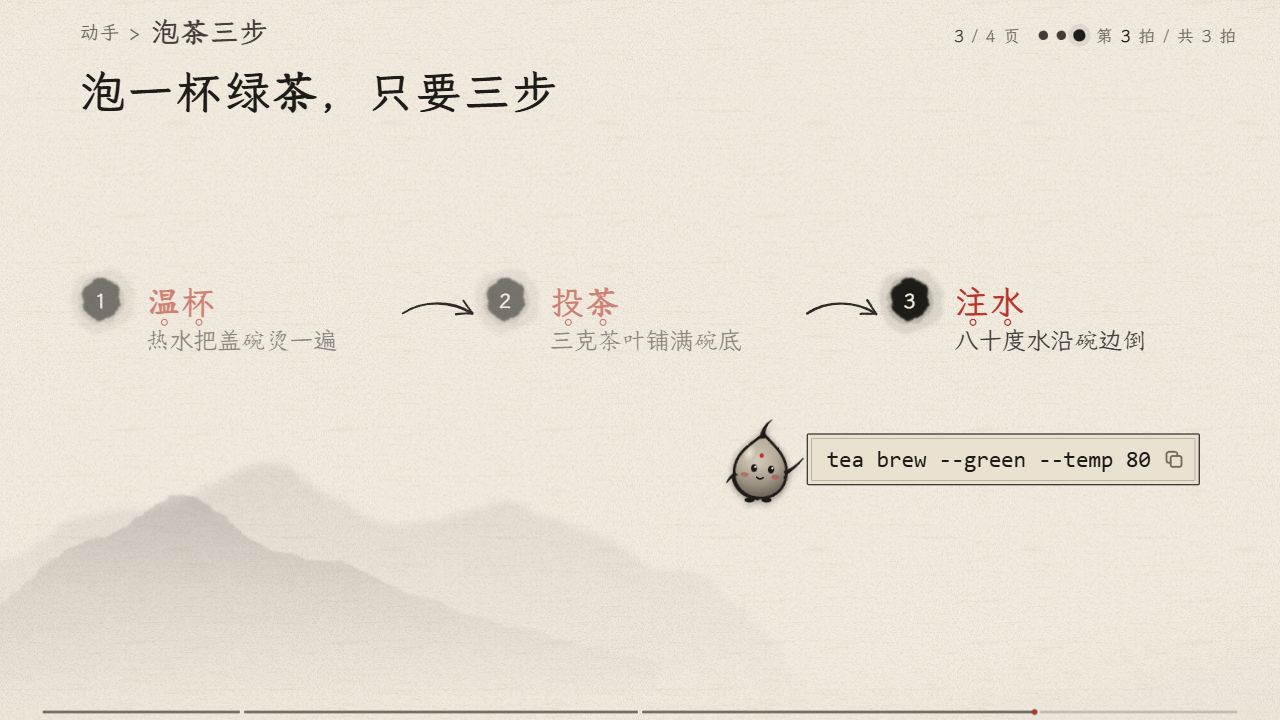 动手 > 泡茶三步
3 / 4 页 第 3 拍 / 共 3 拍
泡一杯绿茶，只要三步
1 温杯
热水把盖碗烫一遍
2 投茶
三克茶叶铺满碗底
3 注水
八十度水沿碗边倒
tea brew --green --temp 80